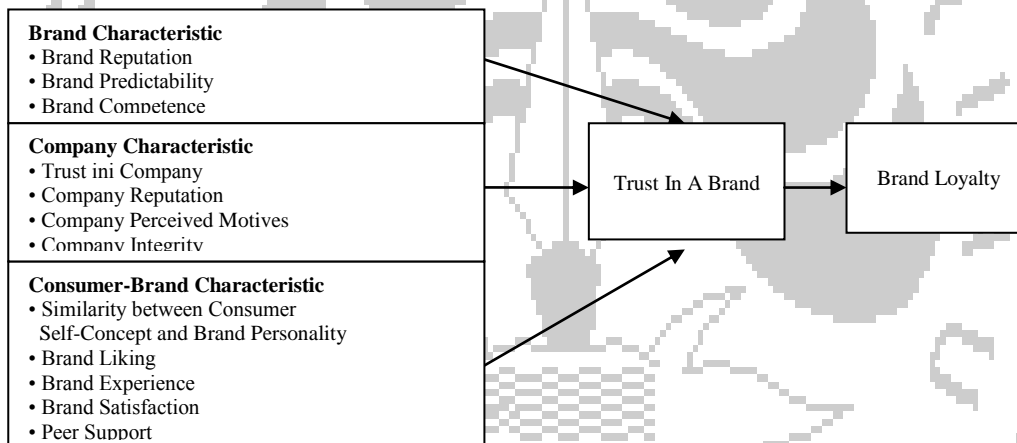 Brand Characteristic
• Brand Reputation
• Brand Predictability
• Brand Competence
Company Characteristic
• Trust ini Company
• Company Reputation
• Company Perceived Motives
• Company Integrity
Consumer-Brand Characteristic
• Similarity between Consumer
Self-Concept and Brand Personality
• Brand Liking
• Brand Experience
• Brand Satisfaction
• Peer Support
Trust In A Brand
Brand Loyalty